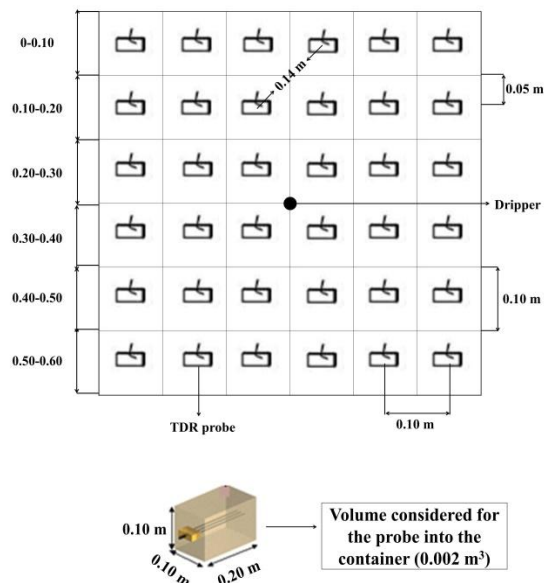 0-0.10
0.14 m
0.05 m
0.10-0.20
0.20-0.30
Dripper
0.30-0.40
0.40-0.50
0.10 m
0.50-0.60
TDR probe
0.10 m
0.10 m
0.10 m
0.20 m
Volume considered for
the probe into the
container (0.002 m³)